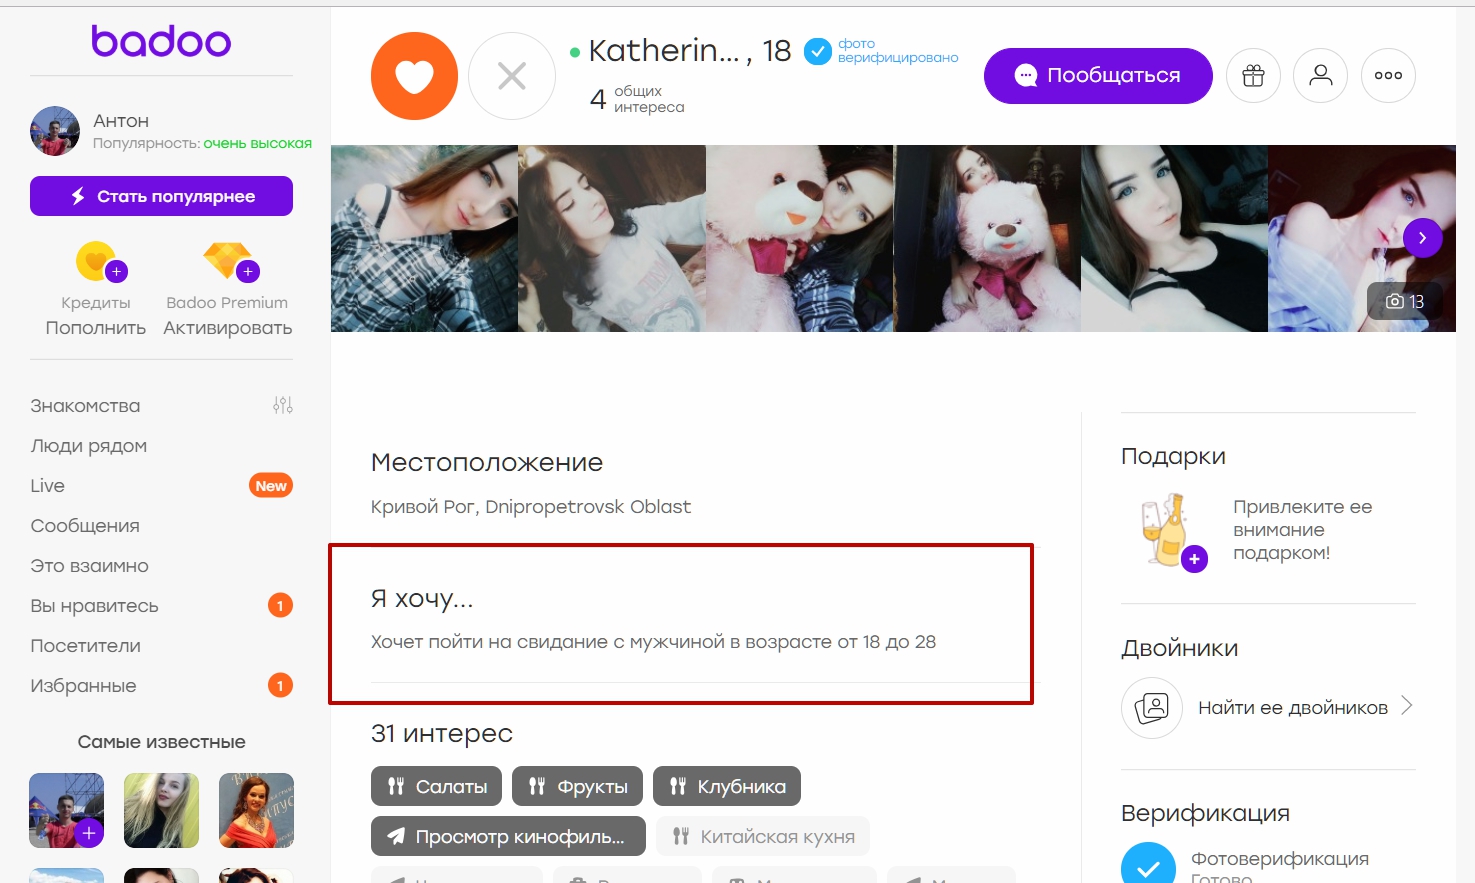 badoo
Антон
Популярность: очень высокая
Стать популярнее
Кредиты
Пополнить
Badoo Premium
Активировать
Знакомства
Люди рядом
Live
New
Сообщения
Это взаимно
Вы нравитесь
1
Посетители
Избранные
1
Самые известные
Katherin... , 18
фото
верифицировано
4 общих
интереса
Пообщаться
13
Местоположение
Кривой Рог, Dnipropetrovsk Oblast
Я хочу...
Хочет пойти на свидание с мужчиной в возрасте от 18 до 28
31 интерес
Салаты
Фрукты
Клубника
Просмотр кинофиль...
Китайская кухня
Подарки
Привлеките ее
внимание
подарком!
Двойники
Найти ее двойников
Верификация
Фотоверификация
Готово